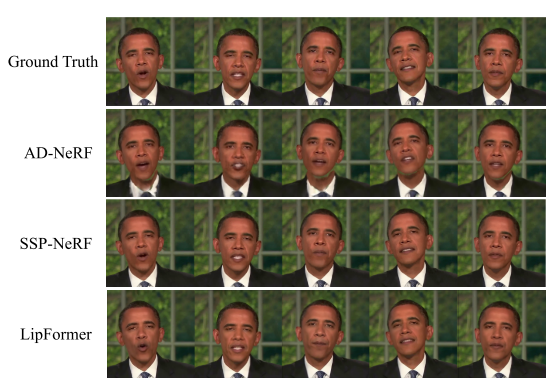 Ground Truth
AD-NeRF
SSP-NeRF
LipFormer